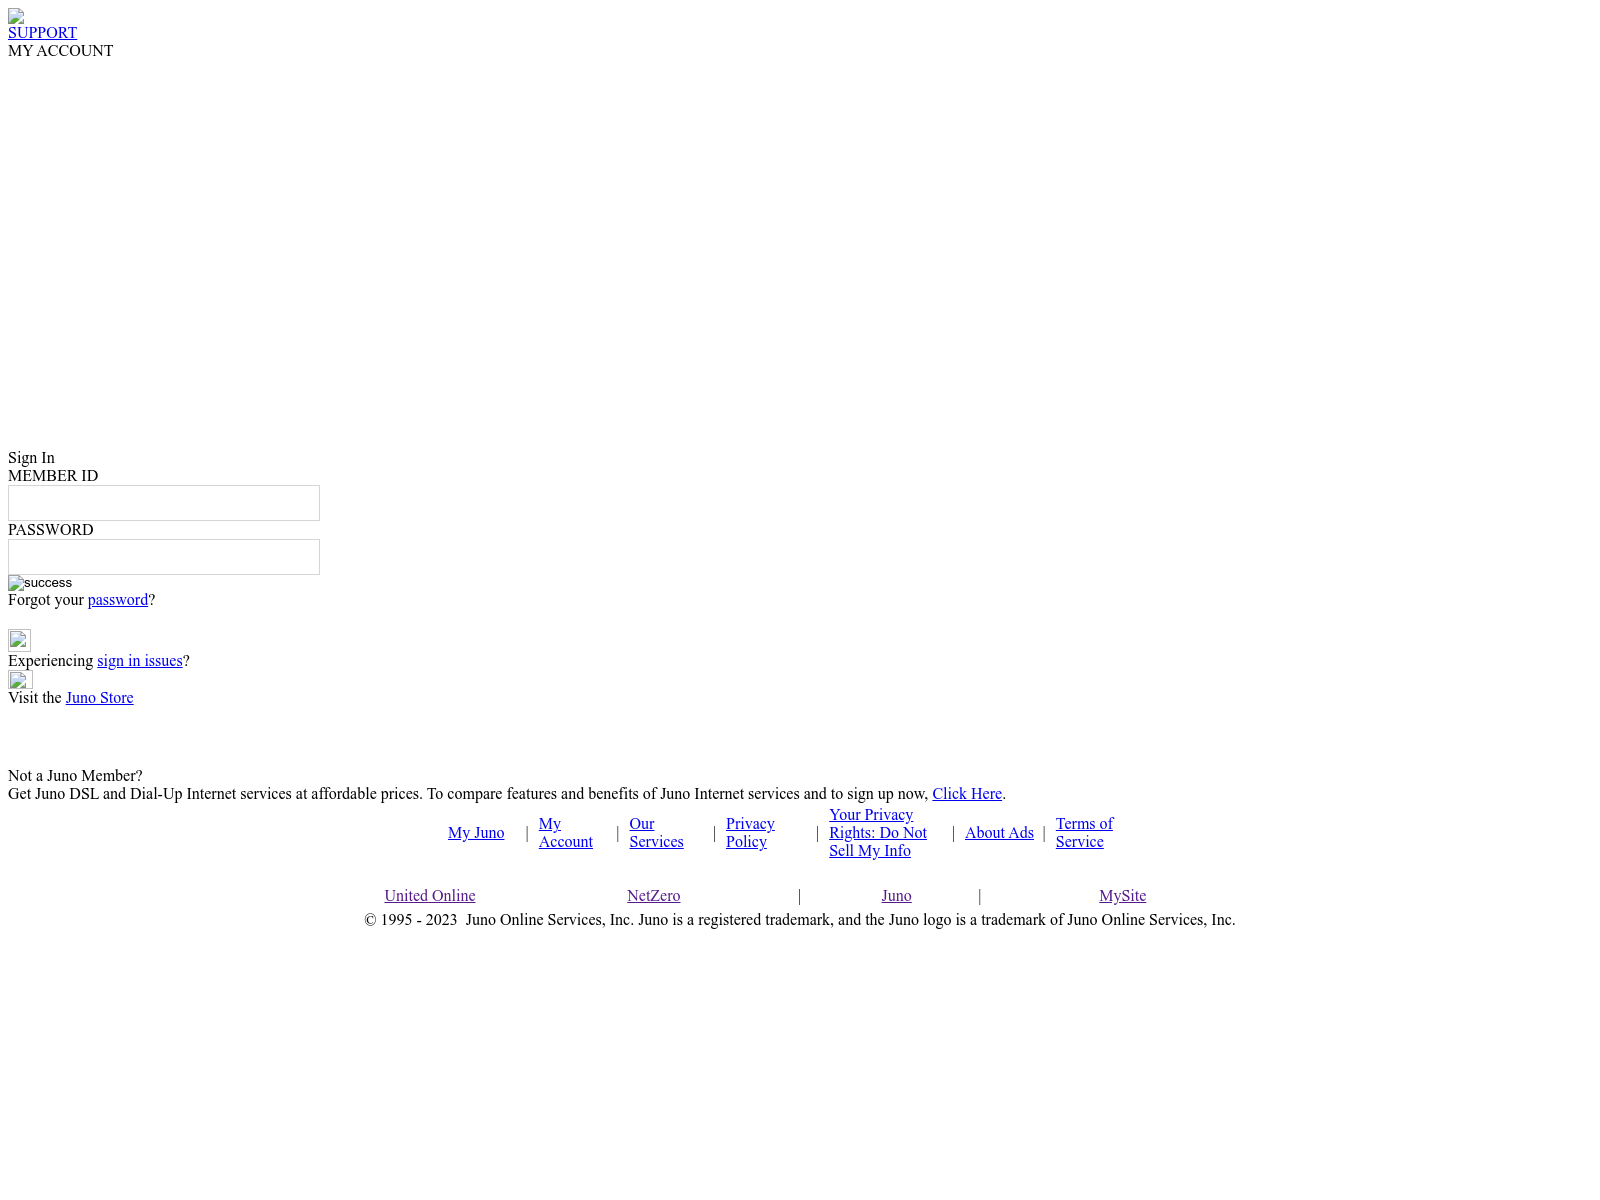 SUPPORT
MY ACCOUNT
Sign In
MEMBER ID
PASSWORD
success
Forgot your password?
Experiencing sign in issues?
Visit the Juno Store
Not a Juno Member?
Get Juno DSL and Dial-Up Internet services at affordable prices. To compare features and benefits of Juno Internet services and to sign up now, Click Here.
My Juno | My Account | Our Services | Privacy Policy | Your Privacy Rights: Do Not Sell My Info | About Ads | Terms of Service
United Online NetZero | Juno | MySite
© 1995 - 2023 Juno Online Services, Inc. Juno is a registered trademark, and the Juno logo is a trademark of Juno Online Services, Inc.